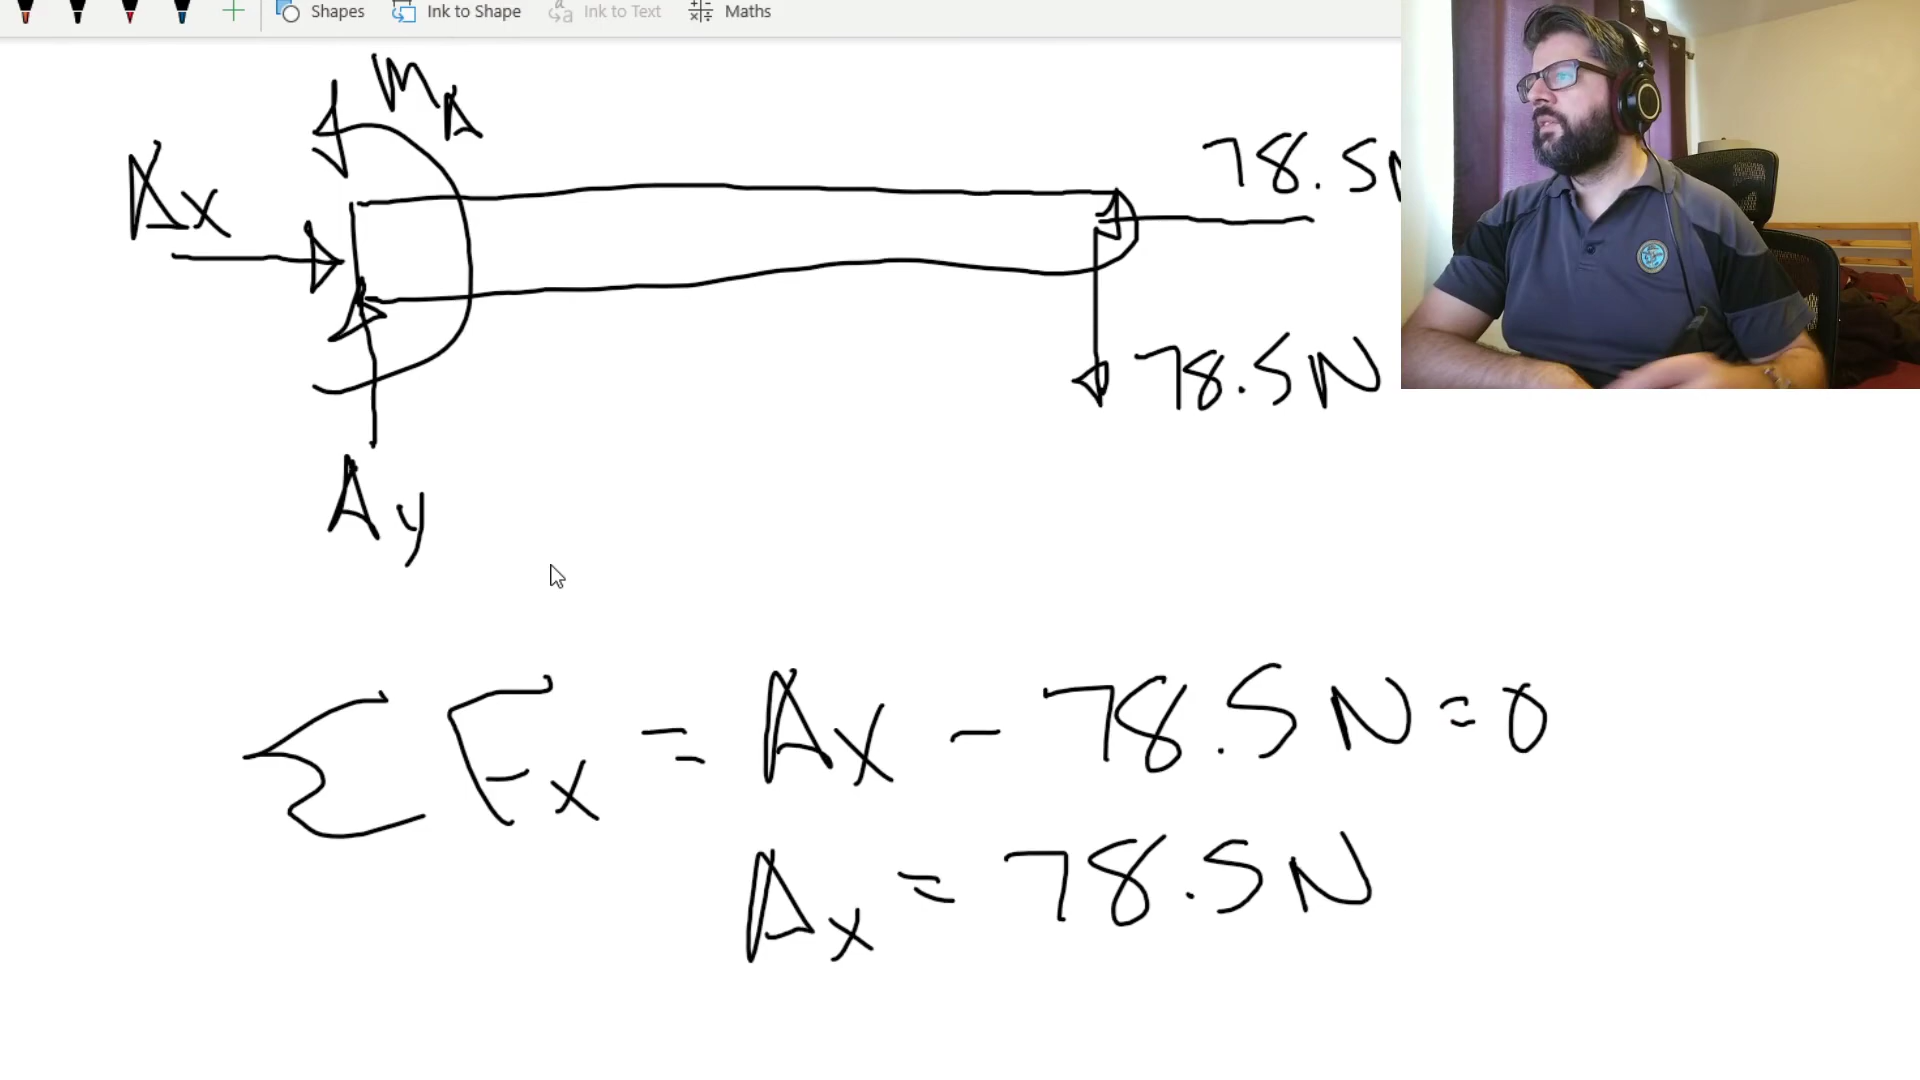 Shapes Ink to Shape Ink to Text Maths
MA
Ax
78.5N
78.5N
Ay
ΣFx = Ax - 78.5N = 0
Ax = 78.5N